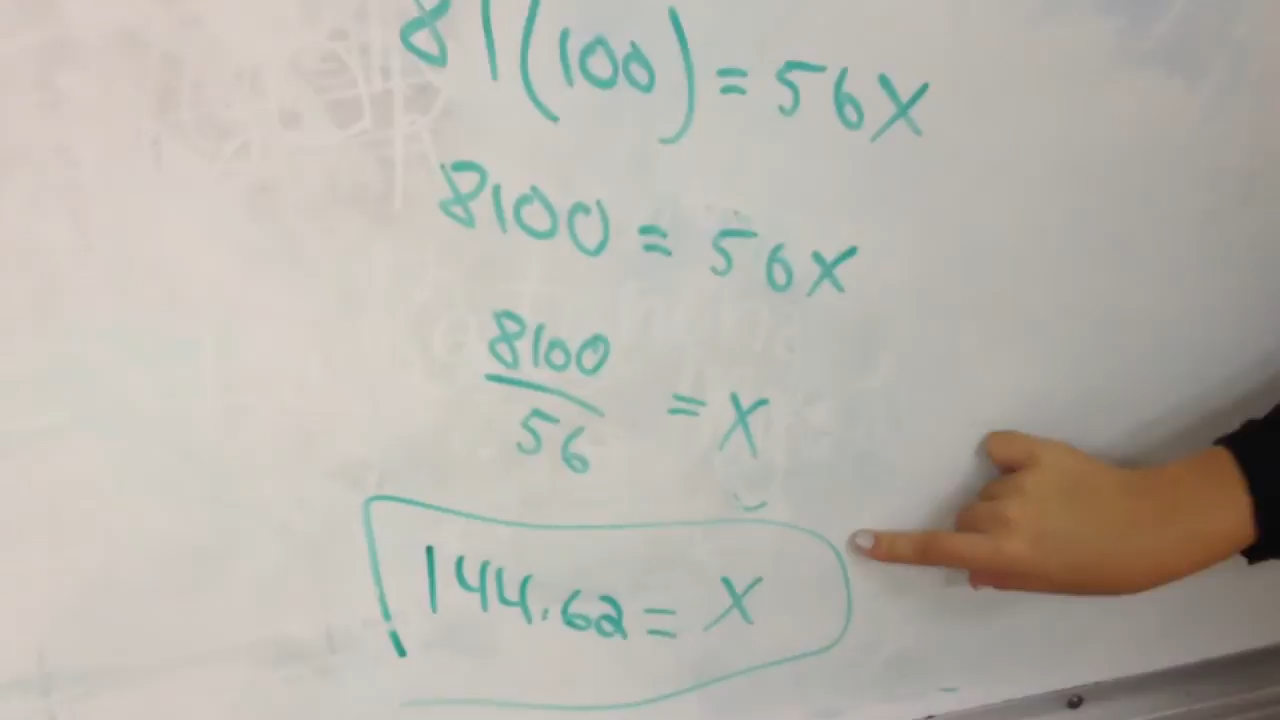 81(100) = 56X
8100 = 56X
8100
56
= X
144.62 = X